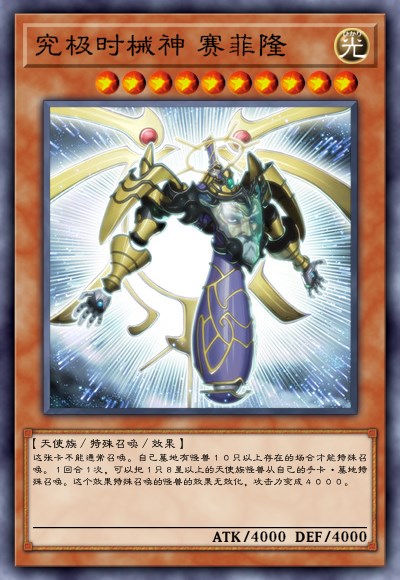 究极时械神 赛菲隆
光
ひかり
【天使族／特殊召唤／效果】
这张卡不能通常召唤。自己墓地有怪兽１０只以上存在的场合才能特殊召
唤。１回合１次，可以把１只８星以上的天使族怪兽从自己的手卡·墓地特
殊召唤。这个效果特殊召唤的怪兽的效果无效化，攻击力变成４０００。
ATK/4000 DEF/4000